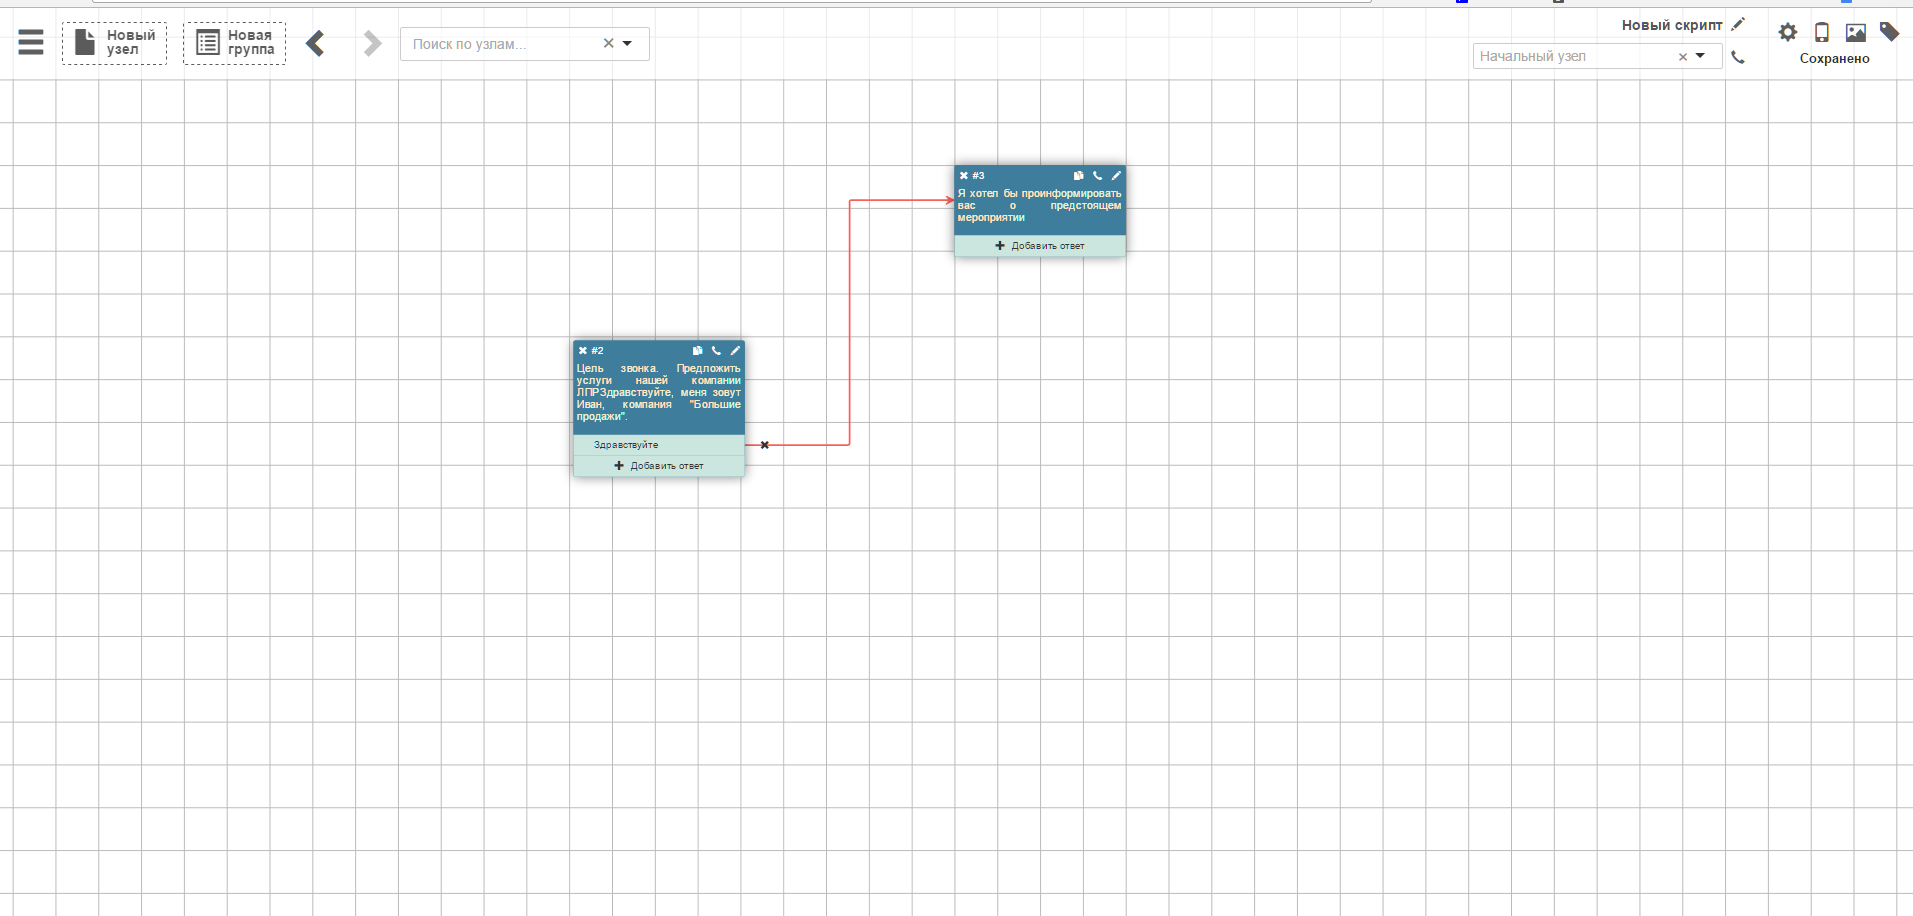 Новый
узел
Новая
группа
Поиск по узлам...
Новый скрипт
Начальный узел
Сохранено
#3
Я хотел бы проинформировать
вас о предстоящем
мероприятии
Добавить ответ
#2
Цель звонка. Предложить
услуги нашей компании
ЛПРЗдравствуйте, меня зовут
Иван, компания "Большие
продажи".
Здравствуйте
Добавить ответ